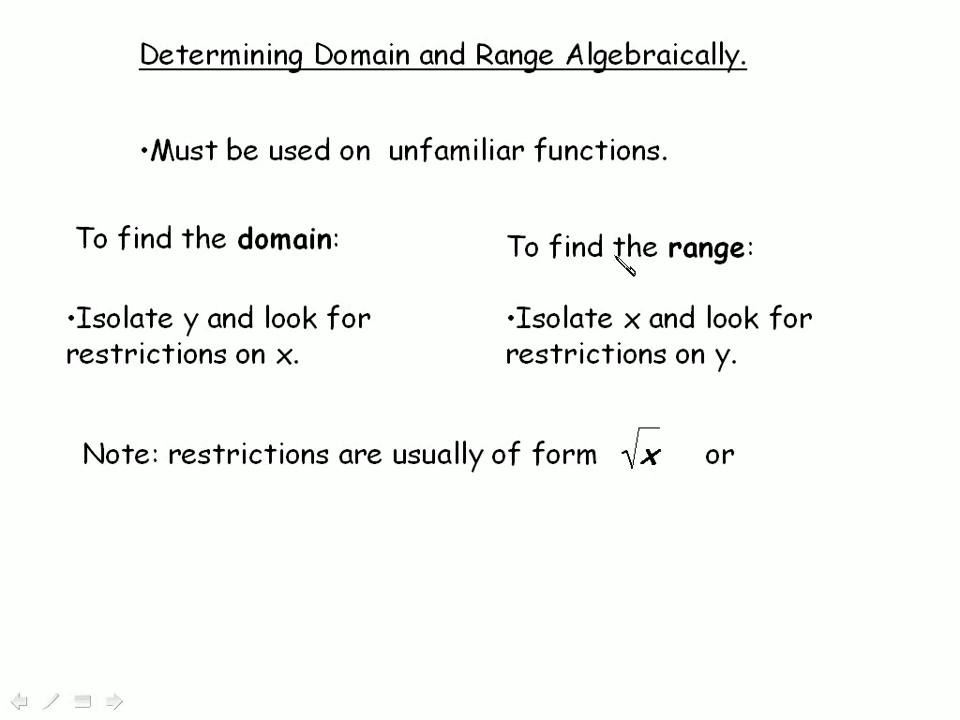 Determining Domain and Range Algebraically.
•Must be used on  unfamiliar functions.
To find the domain:
•Isolate y and look for
restrictions on x.
To find the range:
•Isolate x and look for
restrictions on y.
Note: restrictions are usually of form √x or